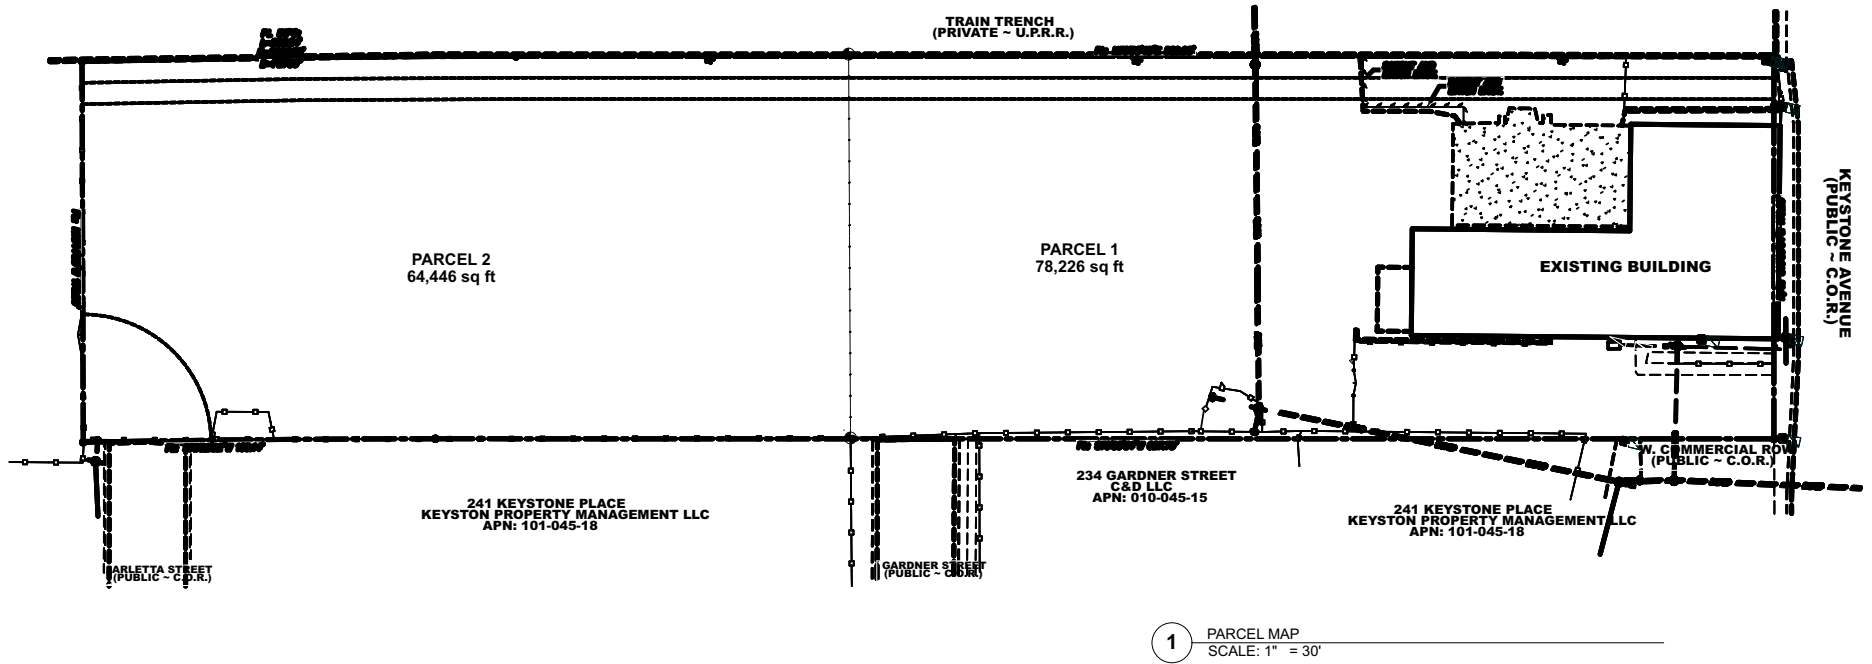 TRAIN TRENCH
(PRIVATE ~ U.P.R.R.)
KEYSTONE AVENUE
(PUBLIC ~ C.O.R.)
PARCEL 2
64,446 sq ft
PARCEL 1
78,226 sq ft
EXISTING BUILDING
W. COMMERCIAL ROW
(PUBLIC ~ C.O.R.)
234 GARDNER STREET
C&D LLC
APN: 010-045-15
241 KEYSTONE PLACE
KEYSTON PROPERTY MANAGEMENT LLC
APN: 101-045-18
241 KEYSTONE PLACE
KEYSTON PROPERTY MANAGEMENT LLC
APN: 101-045-18
ARLETTA STREET
(PUBLIC ~ C.O.R.)
GARDNER STREET
(PUBLIC ~ C.O.R.)
1
PARCEL MAP
SCALE: 1" = 30'